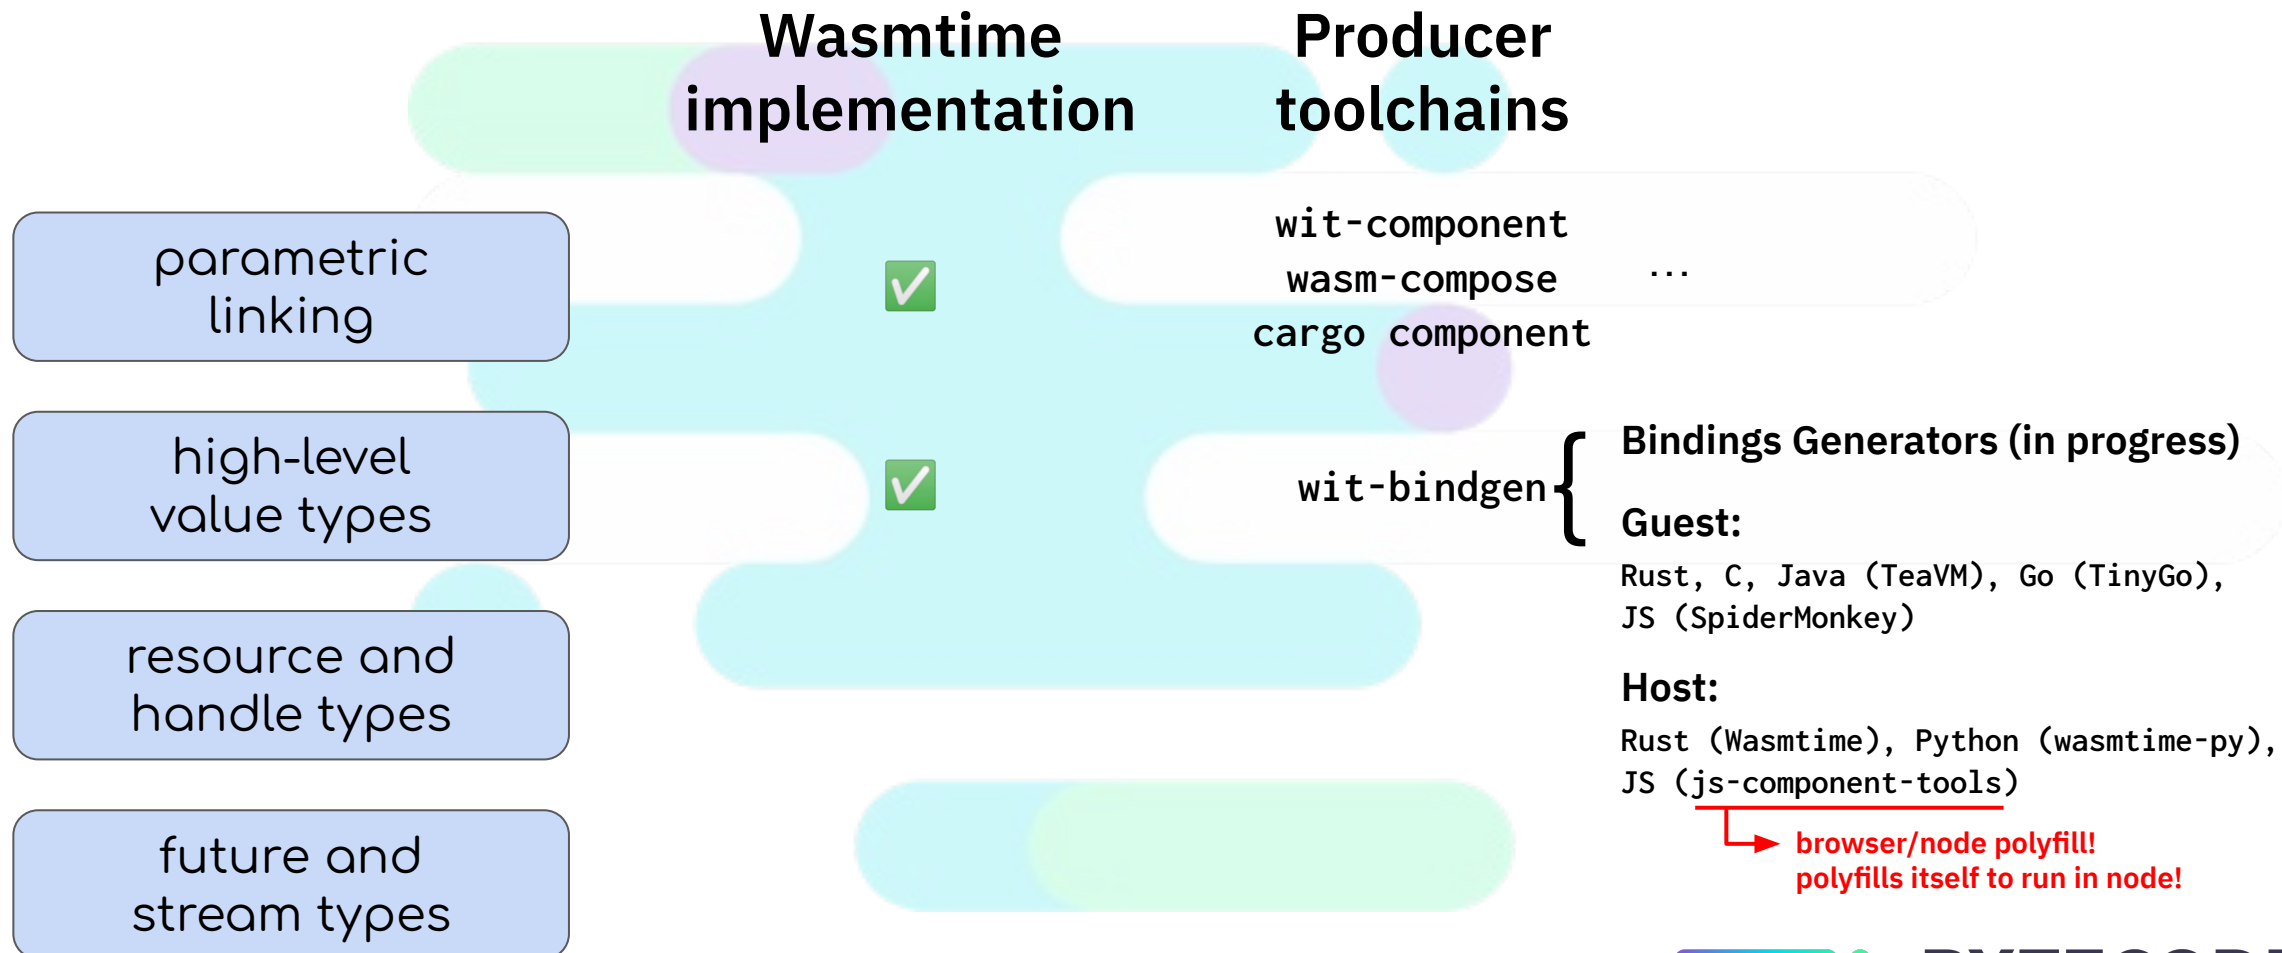 Wasmtime
implementation
Producer
toolchains
parametric
linking
✅
wit-component
wasm-compose
cargo component
...
high-level
value types
✅
wit-bindgen
{
Bindings Generators (in progress)
Guest:
Rust, C, Java (TeaVM), Go (TinyGo),
JS (SpiderMonkey)
resource and
handle types
Host:
Rust (Wasmtime), Python (wasmtime-py),
JS (js-component-tools)
browser/node polyfill!
polyfills itself to run in node!
future and
stream types